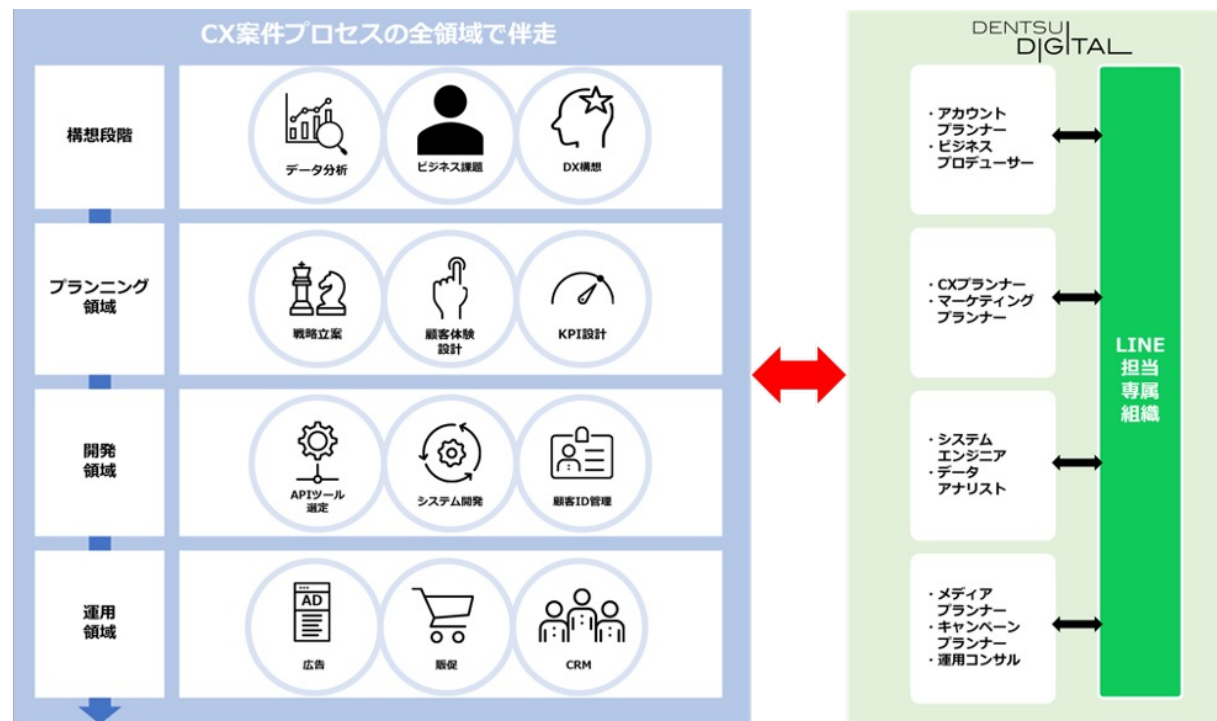 CX案件プロセスの全領域で伴走
構想段階
データ分析
ビジネス課題
DX構想
プランニング
領域
戦略立案
顧客体験
設計
KPI設計
開発
領域
APIツール
選定
システム開発
顧客ID管理
運用
領域
AD
広告
販促
CRM
DENTSU
DIGITAL
・アカウント
プランナー
・ビジネス
プロデューサー
・CXプランナー
・マーケティング
プランナー
・システム
エンジニア
・データ
アナリスト
・メディア
プランナー
・キャンペーン
プランナー
・運用コンサル
LINE
担当
専属
組織